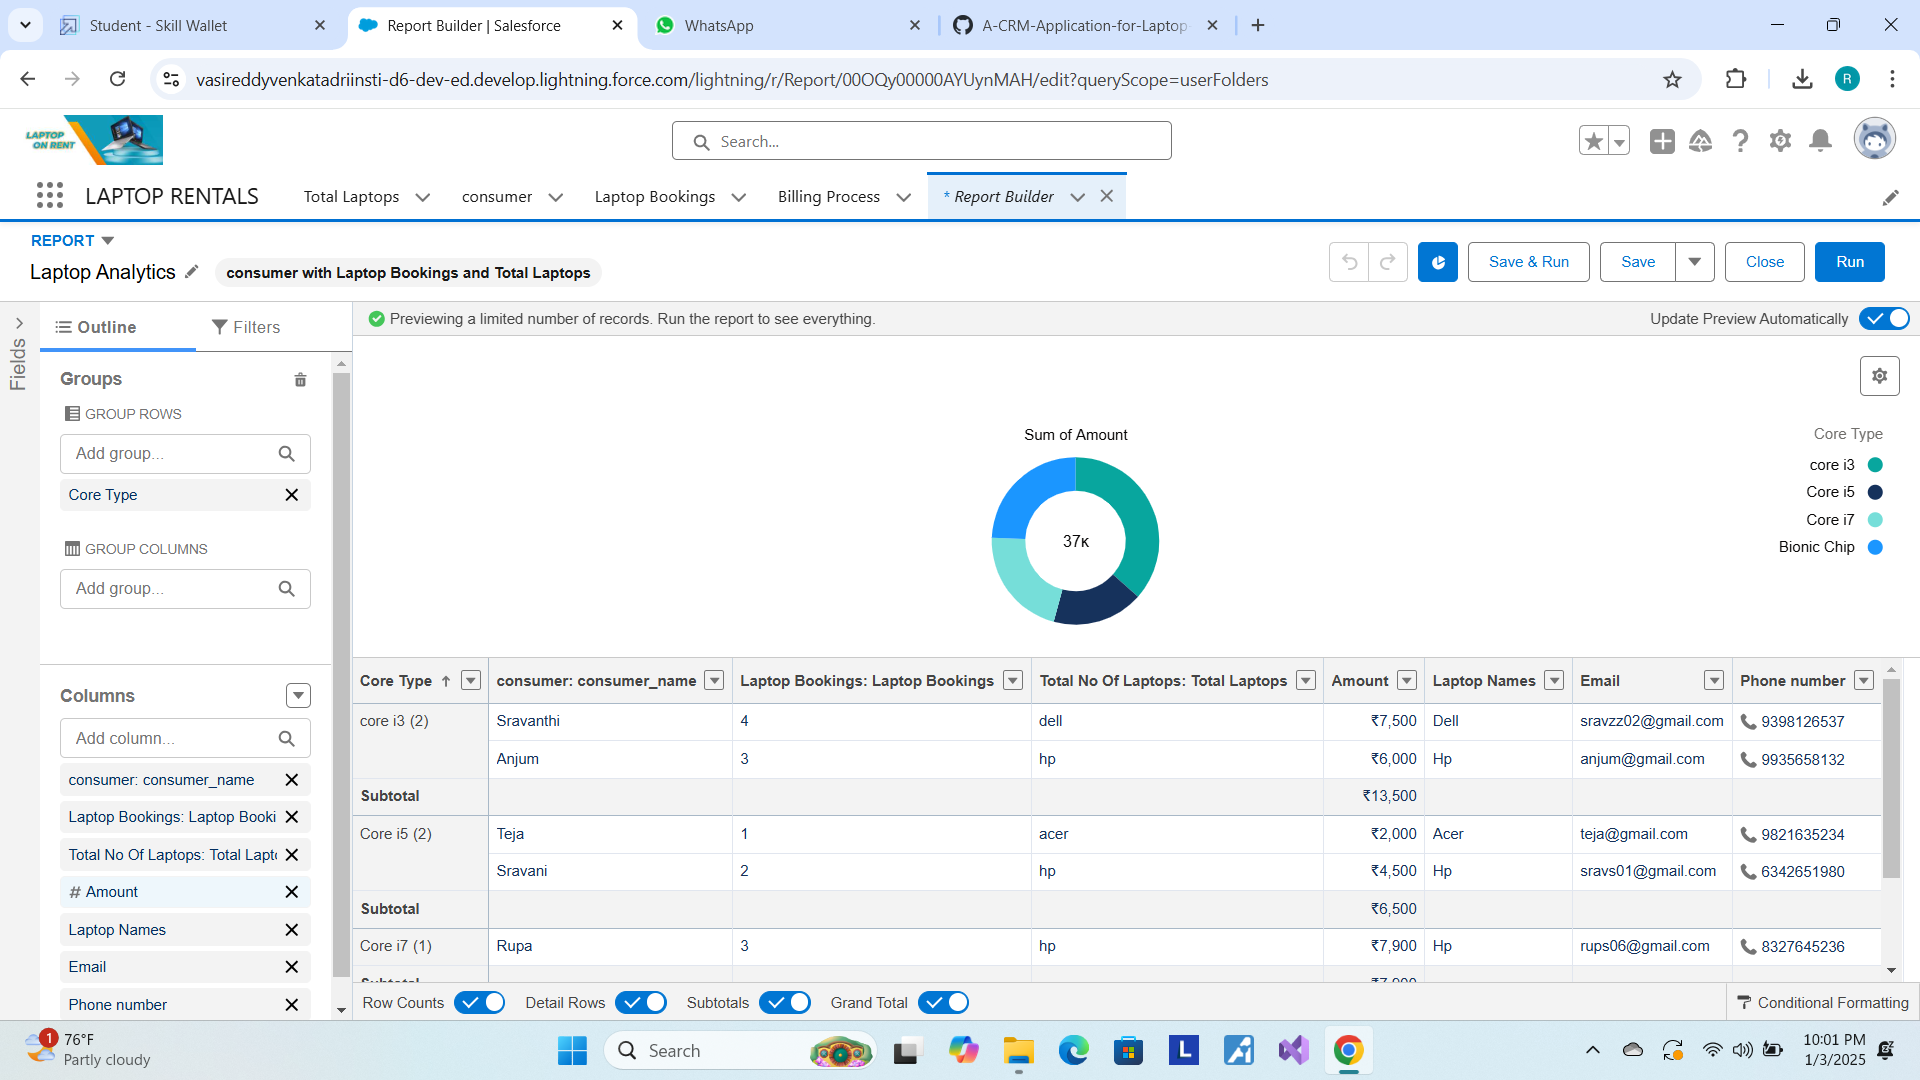 Student - Skill Wallet
Report Builder | Salesforce
WhatsApp
A-CRM-Application-for-Laptop-
vasireddyvenkatadriinsti-d6-dev-ed.develop.lightning.force.com/lightning/r/Report/00OQy00000AYUynMAH/edit?queryScope=userFolders
R
LAPTOP
ON RENT
Search...
LAPTOP RENTALS
Total Laptops
consumer
Laptop Bookings
Billing Process
* Report Builder
REPORT
Laptop Analytics
consumer with Laptop Bookings and Total Laptops
Save & Run
Save
Close
Run
Fields
Outline
Filters
Previewing a limited number of records. Run the report to see everything.
Update Preview Automatically
Groups
GROUP ROWS
Add group...
Core Type
GROUP COLUMNS
Add group...
Sum of Amount
37K
Core Type
core i3
Core i5
Core i7
Bionic Chip
Columns
Add column...
consumer: consumer_name
Laptop Bookings: Laptop Booki
Total No Of Laptops: Total Lapt
# Amount
Laptop Names
Email
Phone number
Core Type consumer: consumer_name Laptop Bookings: Laptop Bookings Total No Of Laptops: Total Laptops Amount Laptop Names Email Phone number
core i3 (2) Sravanthi 4 dell ₹7,500 Dell sravzz02@gmail.com 9398126537
Anjum 3 hp ₹6,000 Hp anjum@gmail.com 9935658132
Subtotal ₹13,500
Core i5 (2) Teja 1 acer ₹2,000 Acer teja@gmail.com 9821635234
Sravani 2 hp ₹4,500 Hp sravs01@gmail.com 6342651980
Subtotal ₹6,500
Core i7 (1) Rupa 3 hp ₹7,900 Hp rups06@gmail.com 8327645236
Subtotal ₹7,900
Row Counts
Detail Rows
Subtotals
Grand Total
Conditional Formatting
1
76°F
Partly cloudy
Search
L
10:01 PM
1/3/2025